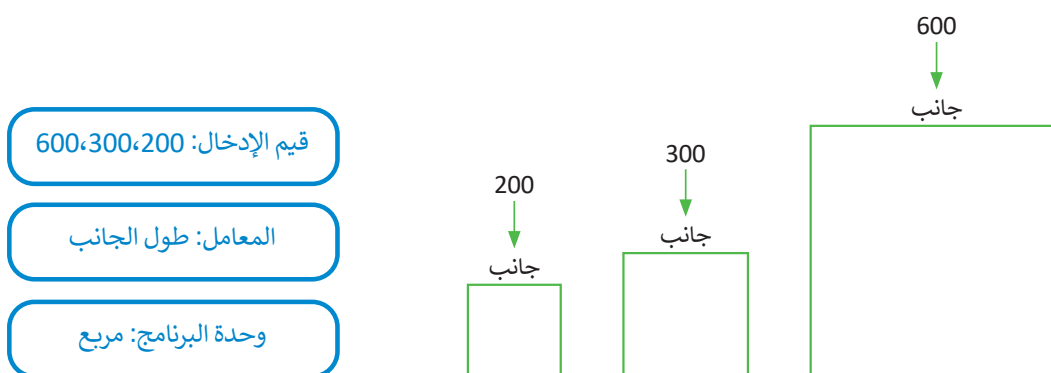 600
جانب
300
جانب
200
جانب
قيم الإدخال: 200،300،600
المعامل: طول الجانب
وحدة البرنامج: مربع